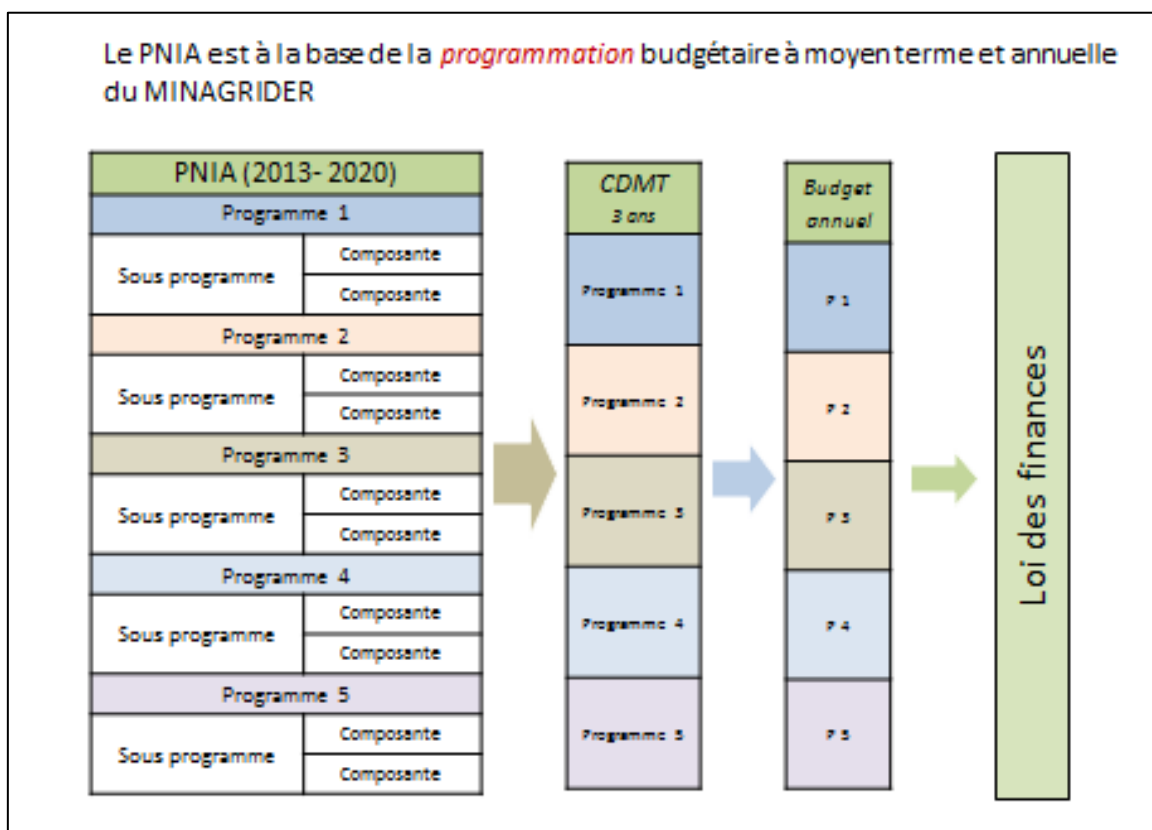 Le PNIA est à la base de la programmation budgétaire à moyen terme et annuelle
du MINAGRIDER
PNIA (2013- 2020)
Programme 1
Sous programme
Composante
Composante
Programme 2
Sous programme
Composante
Composante
Programme 3
Sous programme
Composante
Composante
Programme 4
Sous programme
Composante
Composante
Programme 5
Sous programme
Composante
Composante
CDMT
3 ans
Programme 1
Programme 2
Programme 3
Programme 4
Programme 5
Budget
annuel
P 1
P 2
P 3
P 4
P 5
Loi des finances